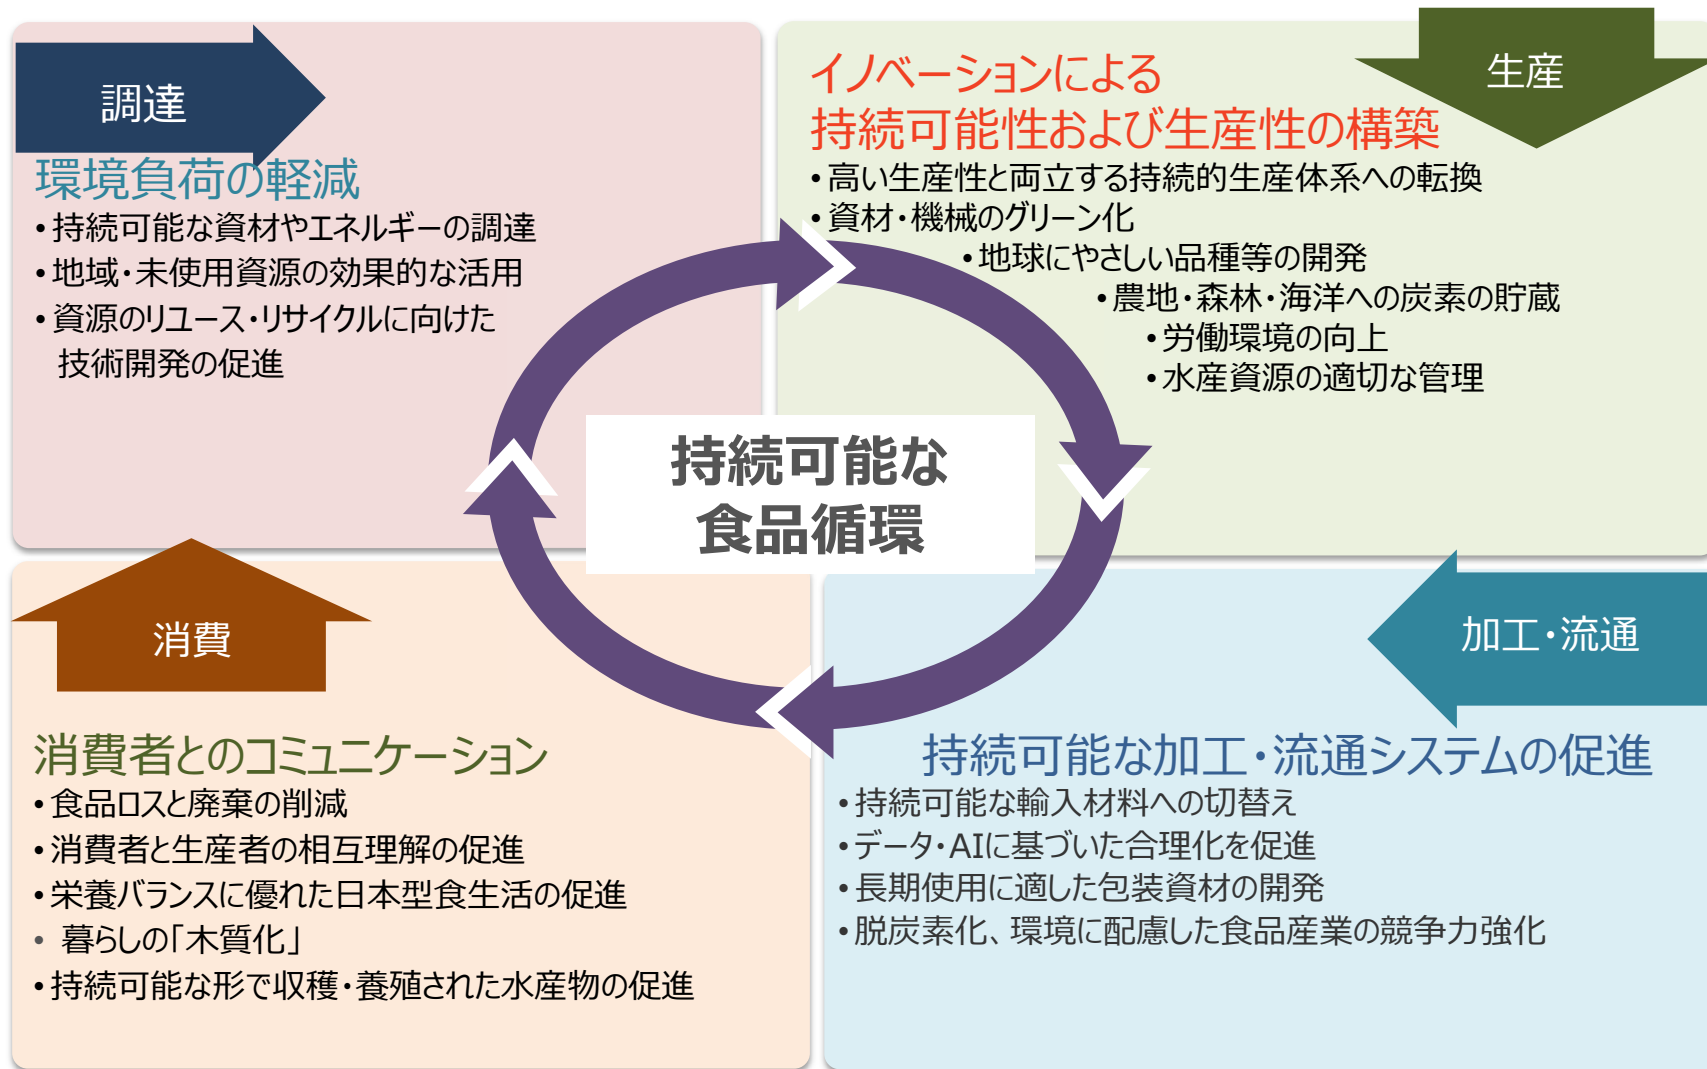 調達
環境負荷の軽減
•持続可能な資材やエネルギーの調達
•地域・未使用資源の効果的な活用
•資源のリユース・リサイクルに向けた
技術開発の促進
生産
イノベーションによる
持続可能性および生産性の構築
•高い生産性と両立する持続的生産体系への転換
•資材・機械のグリーン化
•地球にやさしい品種等の開発
•農地・森林・海洋への炭素の貯蔵
•労働環境の向上
•水産資源の適切な管理
持続可能な
食品循環
消費
消費者とのコミュニケーション
•食品ロスと廃棄の削減
•消費者と生産者の相互理解の促進
•栄養バランスに優れた日本型食生活の促進
• 暮らしの「木質化」
•持続可能な形で収穫・養殖された水産物の促進
加工・流通
持続可能な加工・流通システムの促進
•持続可能な輸入材料への切替え
•データ・AIに基づいた合理化を促進
•長期使用に適した包装資材の開発
•脱炭素化、環境に配慮した食品産業の競争力強化